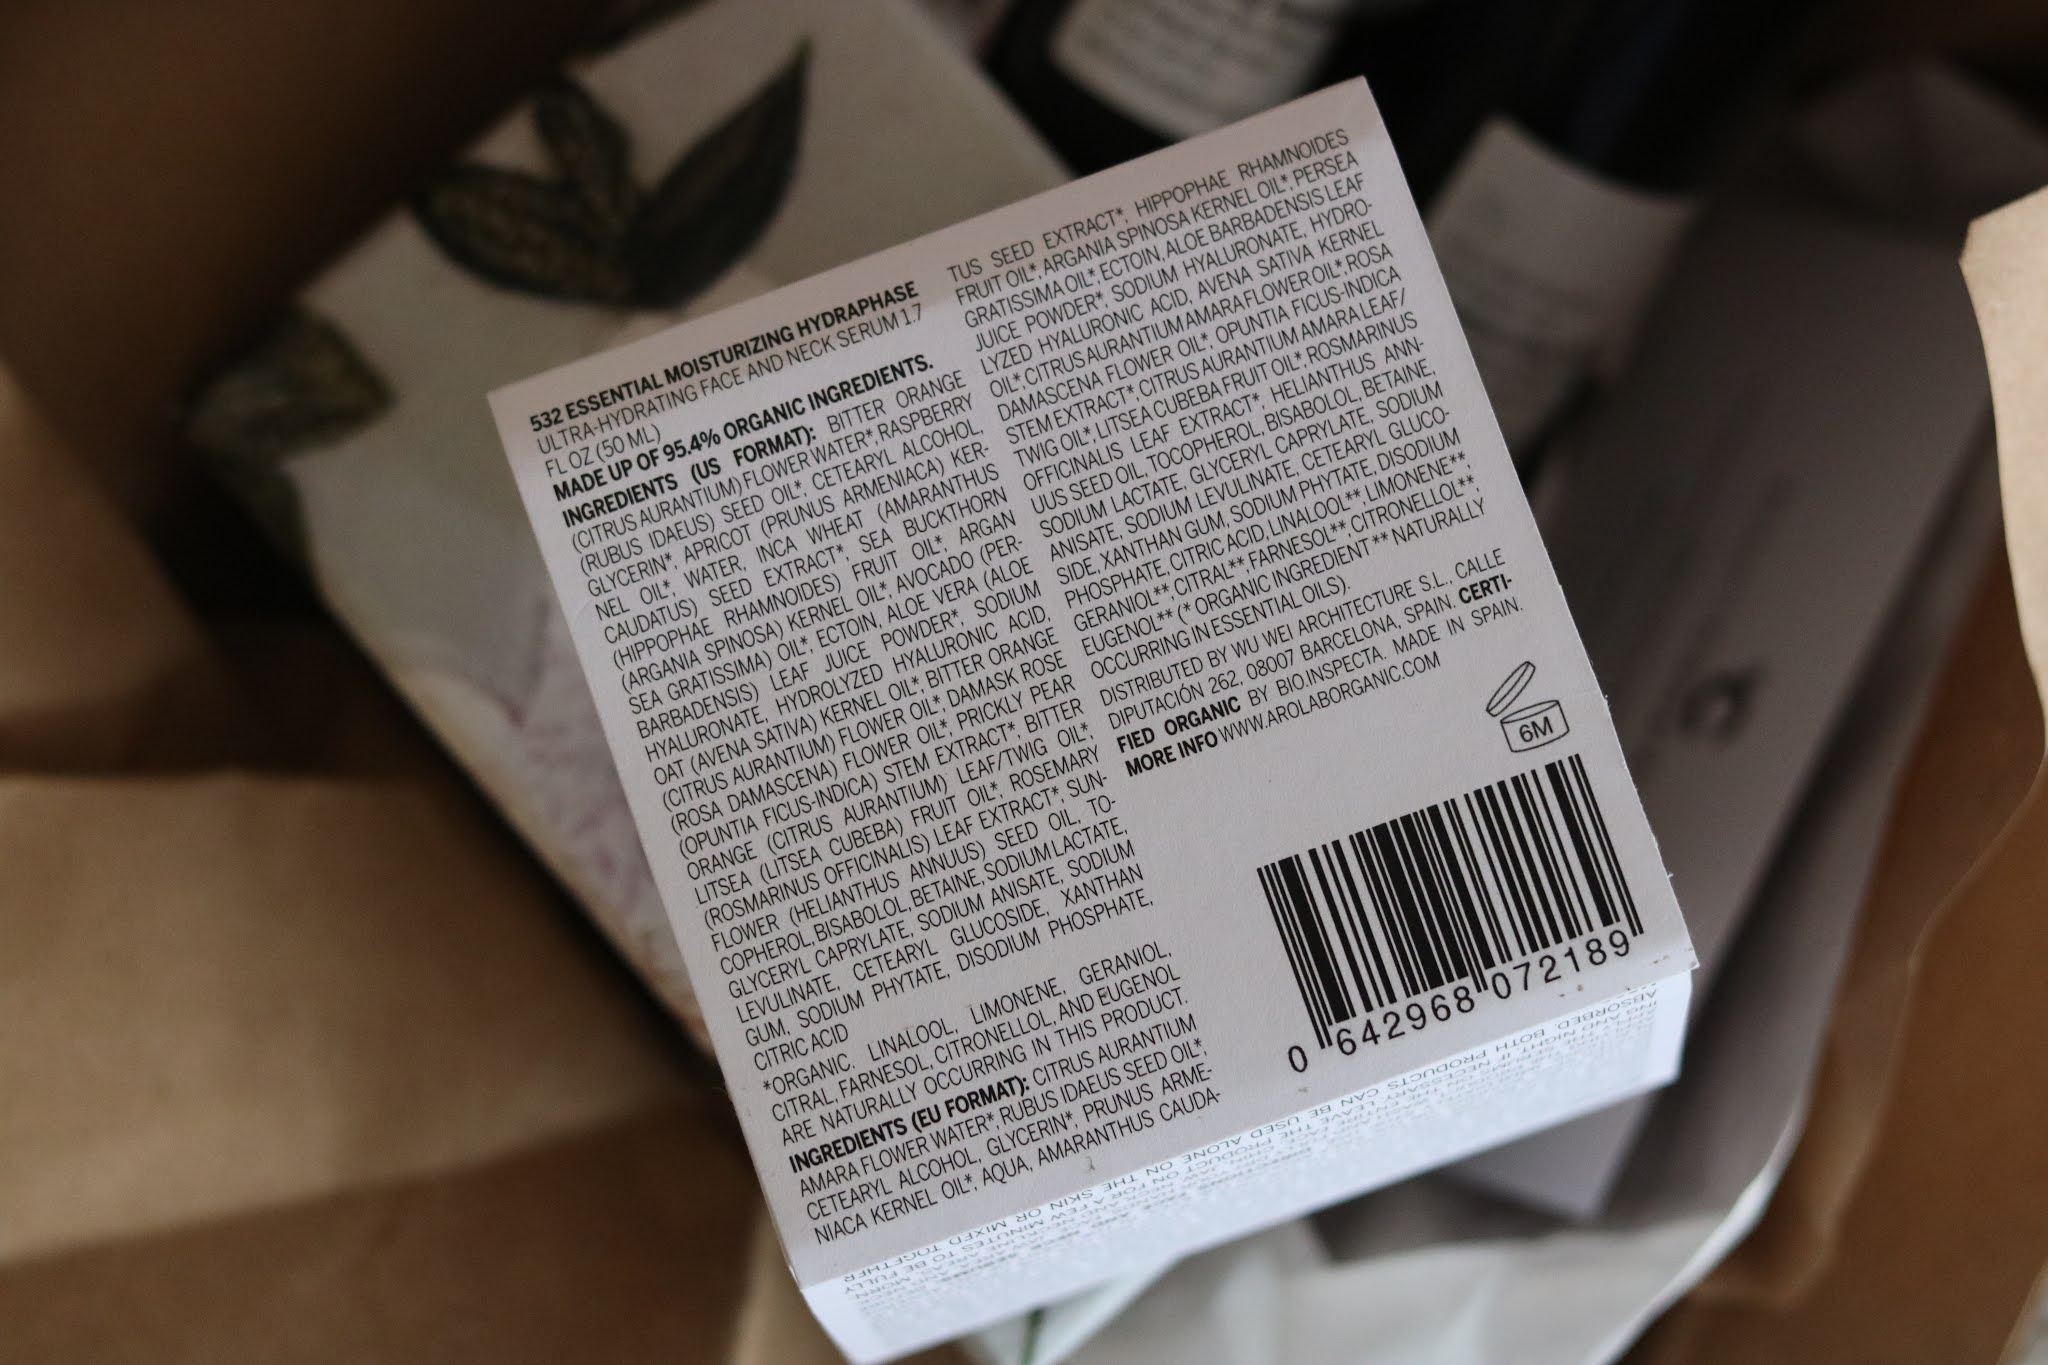 532 ESSENTIAL MOISTURIZING HYDRAPHASE
ULTRA-HYDRATING FACE AND NECK SERUM 1.7
FL OZ (50 ML)
MADE UP OF 95.4% ORGANIC INGREDIENTS.
INGREDIENTS (US FORMAT): BITTER ORANGE
(CITRUS AURANTIUM) FLOWER WATER*, RASPBERRY
(RUBUS IDAEUS) SEED OIL*, CETEARYL ALCOHOL,
GLYCERIN*, APRICOT (PRUNUS ARMENIACA) KER-
NEL OIL*, WATER, INCA WHEAT (AMARANTHUS
CAUDATUS) SEED EXTRACT*, SEA BUCKTHORN
(HIPPOPHAE RHAMNOIDES) FRUIT OIL*, ARGAN
(ARGANIA SPINOSA) KERNEL OIL*, AVOCADO (PER-
SEA GRATISSIMA) OIL*, ECTOIN, ALOE VERA (ALOE
BARBADENSIS) LEAF JUICE POWDER*, SODIUM
HYALURONATE, HYDROLYZED HYALURONIC ACID,
OAT (AVENA SATIVA) KERNEL OIL*, BITTER ORANGE
(CITRUS AURANTIUM) FLOWER OIL*, DAMASK ROSE
(ROSA DAMASCENA) FLOWER OIL*, PRICKLY PEAR
(OPUNTIA FICUS-INDICA) STEM EXTRACT*, BITTER
ORANGE (CITRUS AURANTIUM) LEAF/TWIG OIL*,
LITSEA (LITSEA CUBEBA) FRUIT OIL*, ROSEMARY
(ROSMARINUS OFFICINALIS) LEAF EXTRACT*, SUN-
FLOWER (HELIANTHUS ANNUUS) SEED OIL, TO-
COPHEROL, BISABOLOL, BETAINE, SODIUM LACTATE,
GLYCERYL CAPRYLATE, SODIUM ANISATE, SODIUM
LEVULINATE, CETEARYL GLUCOSIDE, XANTHAN
GUM, SODIUM PHYTATE, DISODIUM PHOSPHATE,
CITRIC ACID
*ORGANIC. LINALOOL, LIMONENE, GERANIOL,
CITRAL, FARNESOL, CITRONELLOL, AND EUGENOL
ARE NATURALLY OCCURRING IN THIS PRODUCT.
INGREDIENTS (EU FORMAT): CITRUS AURANTIUM
AMARA FLOWER WATER*, RUBUS IDAEUS SEED OIL*,
CETEARYL ALCOHOL, GLYCERIN*, PRUNUS ARME-
NIACA KERNEL OIL*, AQUA, AMARANTHUS CAUDA-
TUS SEED EXTRACT*, HIPPOPHAE RHAMNOIDES
FRUIT OIL*, ARGANIA SPINOSA KERNEL OIL*, PERSEA
GRATISSIMA OIL*, ECTOIN, ALOE BARBADENSIS LEAF
JUICE POWDER*, SODIUM HYALURONATE, HYDRO-
LYZED HYALURONIC ACID, AVENA SATIVA KERNEL
OIL*, CITRUS AURANTIUM AMARA FLOWER OIL*, ROSA
DAMASCENA FLOWER OIL*, OPUNTIA FICUS-INDICA
STEM EXTRACT*, CITRUS AURANTIUM AMARA LEAF/
TWIG OIL*, LITSEA CUBEBA FRUIT OIL*, ROSMARINUS
OFFICINALIS LEAF EXTRACT*, HELIANTHUS ANN-
UUS SEED OIL, TOCOPHEROL, BISABOLOL, BETAINE,
SODIUM LACTATE, GLYCERYL CAPRYLATE, SODIUM
ANISATE, SODIUM LEVULINATE, CETEARYL GLUCO-
SIDE, XANTHAN GUM, SODIUM PHYTATE, DISODIUM
PHOSPHATE, CITRIC ACID, LINALOOL**, LIMONENE**,
GERANIOL**, CITRAL**, FARNESOL**, CITRONELLOL**,
EUGENOL** (* ORGANIC INGREDIENT ** NATURALLY
OCCURRING IN ESSENTIAL OILS).
DISTRIBUTED BY WU WEI ARCHITECTURE S.L., CALLE
DIPUTACIÓN 262, 08007 BARCELONA, SPAIN. CERTI-
FIED ORGANIC BY BIO.INSPECTA. MADE IN SPAIN.
MORE INFO WWW.AROLABORGANIC.COM
6M
0 642968 072189
ABSORBED. BOTH PRODUCTS CAN BE USED ALONE ON THE SKIN OR MIXED TOGETHER